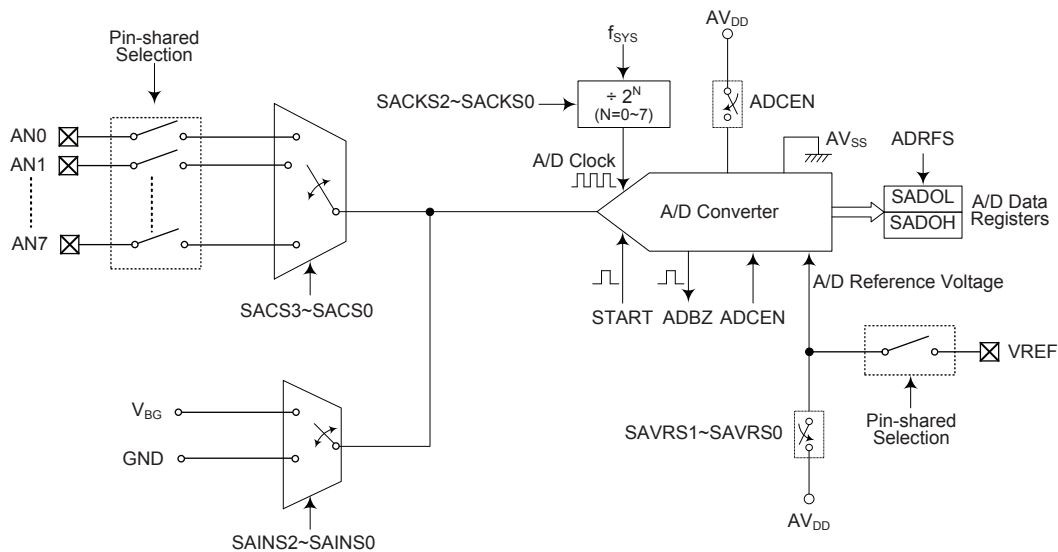 Pin-shared
Selection
AN0
AN1
AN7
SACS3~SACS0
V_BG
GND
SAINS2~SAINS0
f_SYS
SACKS2~SACKS0
÷ 2^N
(N=0~7)
A/D Clock
AV_DD
ADCEN
AV_SS
ADRFS
A/D Converter
SADOL
SADOH
A/D Data
Registers
START
ADBZ
ADCEN
A/D Reference Voltage
VREF
Pin-shared
Selection
SAVRS1~SAVRS0
AV_DD